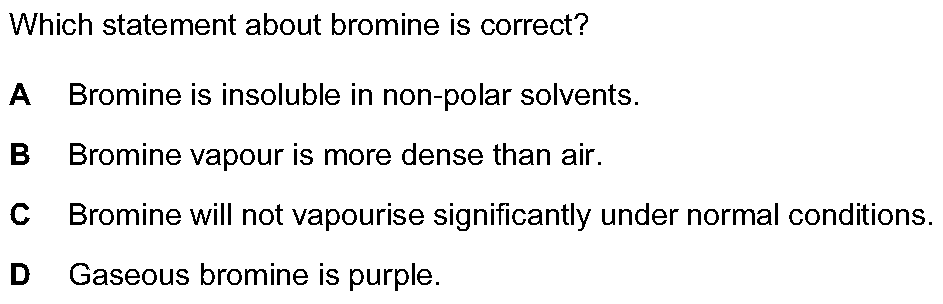 Which statement about bromine is correct?
A Bromine is insoluble in non-polar solvents.
B Bromine vapour is more dense than air.
C Bromine will not vapourise significantly under normal conditions.
D Gaseous bromine is purple.